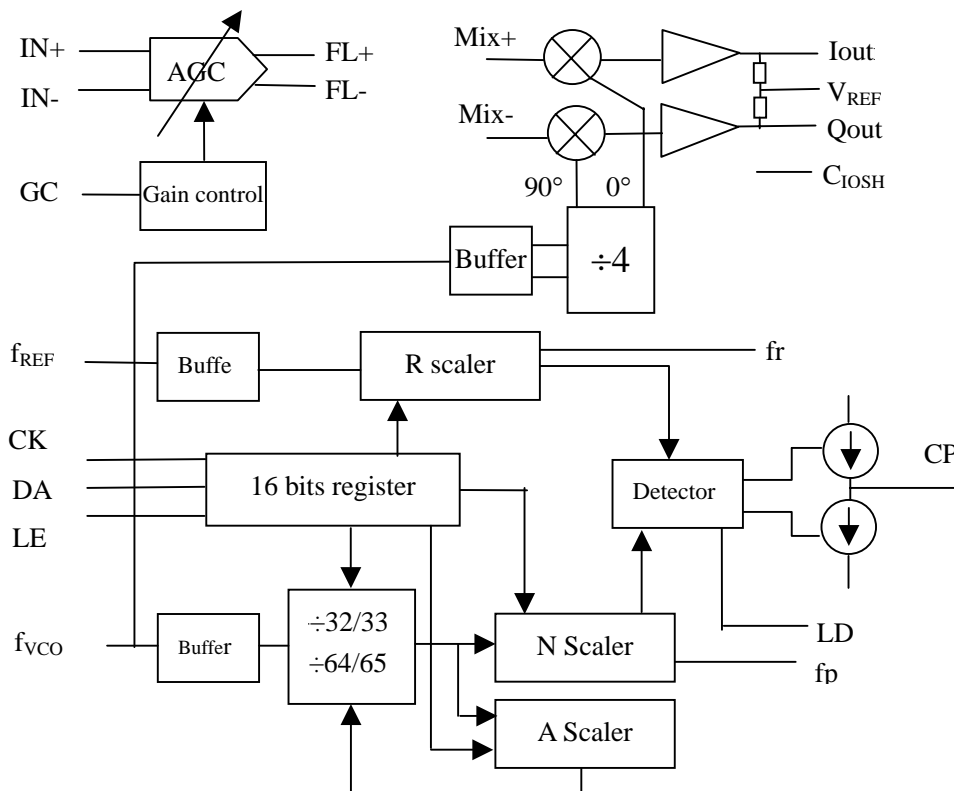 IN+
AGC
FL+
IN-
FL-
GC
Gain control
Mix+
Iout
VREF
Mix-
Qout
CIOSH
90°
0°
Buffer
÷4
fREF
Buffe
R scaler
fr
CK
DA
LE
16 bits register
Detector
CP
fVCO
Buffer
÷32/33
÷64/65
N Scaler
LD
fp
A Scaler